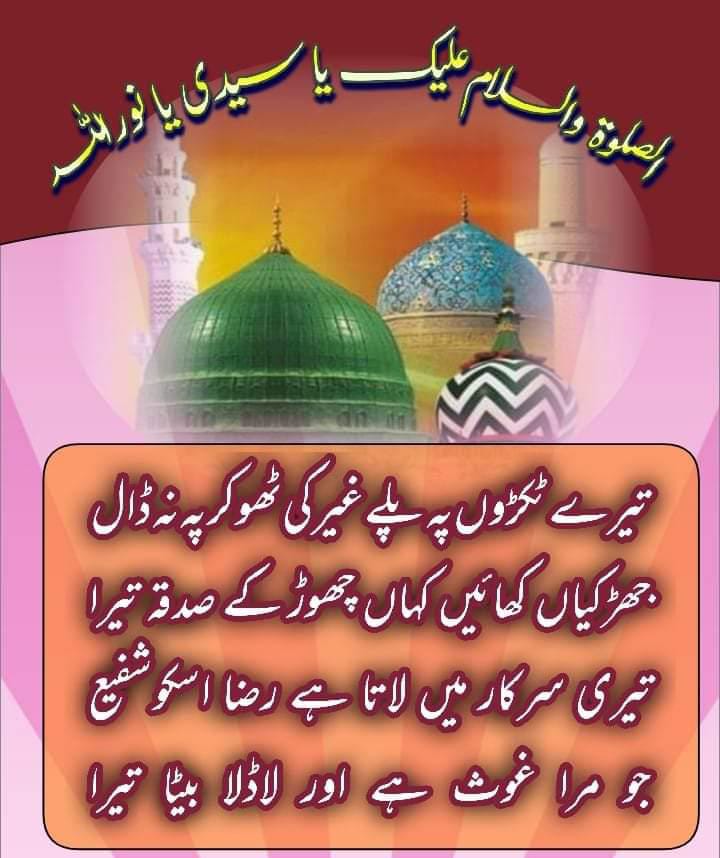 الصلوة والسلام علیک یا سیدی یا نور اللہ
تیرے ٹکڑوں پہ پلے غیر کی ٹھوکر پہ نہ ڈال
جھڑکیاں کھائیں کہاں چھوڑ کے صدقہ تیرا
تیری سرکار میں لاتا ہے رضا اسکو شفیع
جو مرا غوث ہے اور لاڈلا بیٹا تیرا